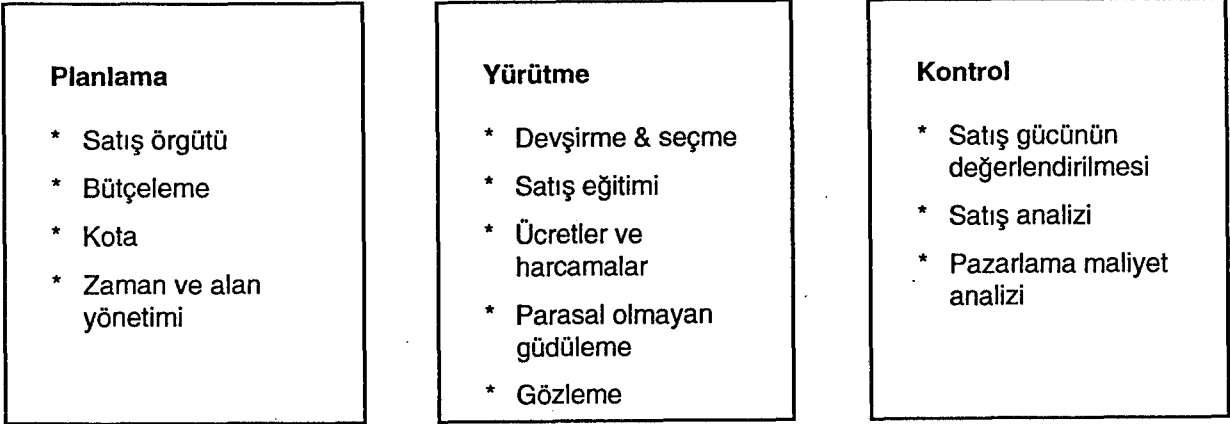 Planlama
* Satış örgütü
* Bütçeleme
* Kota
* Zaman ve alan
yönetimi
Yürütme
* Devşirme & seçme
* Satış eğitimi
* Ücretler ve
harcamalar
* Parasal olmayan
güdüleme
* Gözleme
Kontrol
* Satış gücünün
değerlendirilmesi
* Satış analizi
* Pazarlama maliyet
analizi